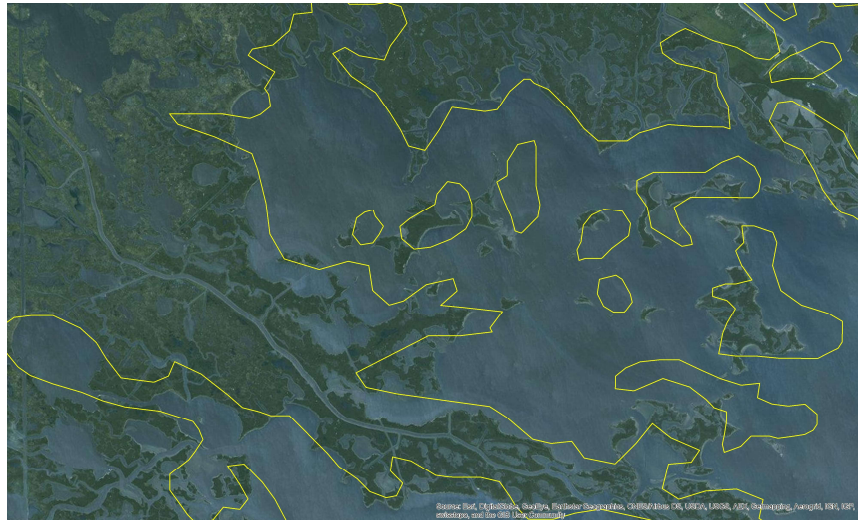 Source: Esri, DigitalGlobe, GeoEye, Earthstar Geographics, CNES/Airbus DS, USDA, USGS, AEX, Getmapping, Aerogrid, IGN, IGP,
swisstopo, and the GIS User Community